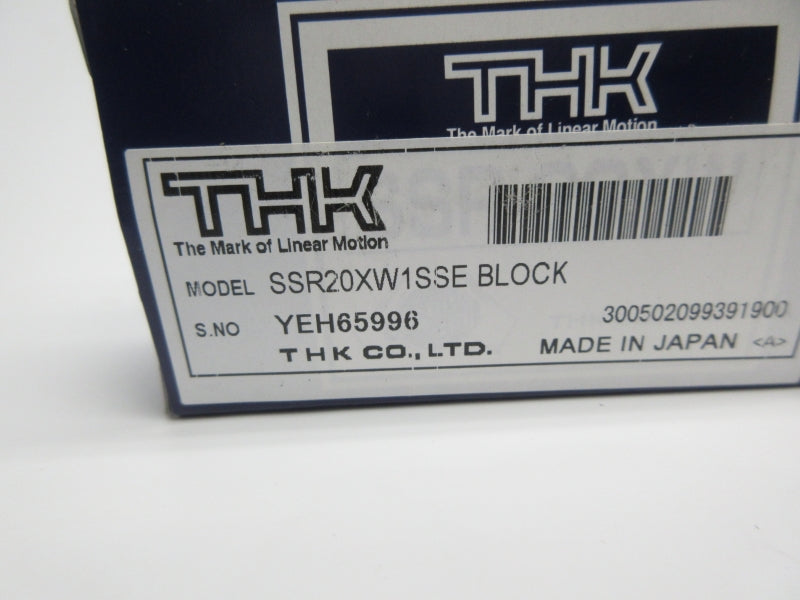 THK
The Mark of Linear Motion
THK
The Mark of Linear Motion
MODEL SSR20XW1SSE BLOCK
S.NO YEH65996
300502099391900
THK CO., LTD.
MADE IN JAPAN <A>